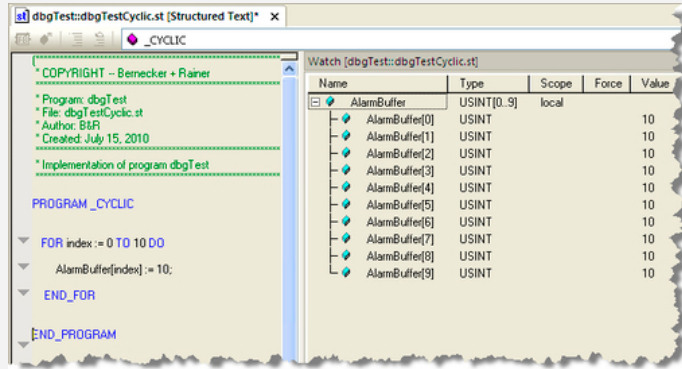 dbgTest::dbgTestCyclic.st [Structured Text]* x
_CYCLIC
(***********
* COPYRIGHT -- Bernecker + Rainer
* Program: dbgTest
* File: dbgTestCyclic.st
* Author: B&R
* Created: July 15, 2010
* Implementation of program dbgTest
PROGRAM _CYCLIC
FOR index := 0 TO 10 DO
AlarmBuffer[index] := 10;
END_FOR
END_PROGRAM
Watch [dbgTest::dbgTestCyclic.st]
Name Type Scope Force Value
AlarmBuffer USINT[0..9] local
AlarmBuffer[0] USINT 10
AlarmBuffer[1] USINT 10
AlarmBuffer[2] USINT 10
AlarmBuffer[3] USINT 10
AlarmBuffer[4] USINT 10
AlarmBuffer[5] USINT 10
AlarmBuffer[6] USINT 10
AlarmBuffer[7] USINT 10
AlarmBuffer[8] USINT 10
AlarmBuffer[9] USINT 10